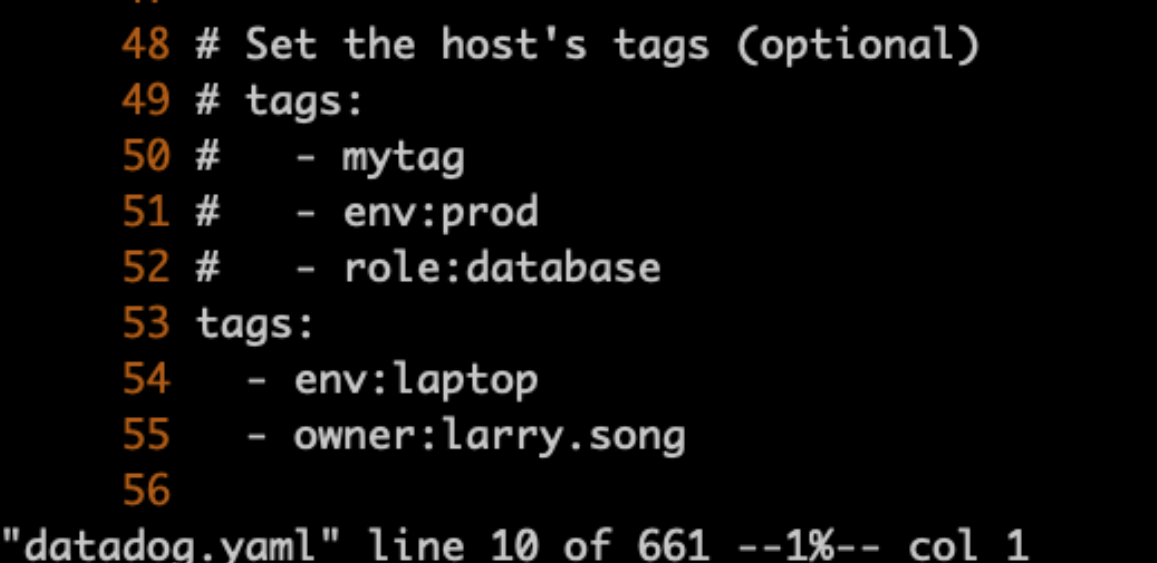 48 # Set the host's tags (optional)
49 # tags:
50 #   - mytag
51 #   - env:prod
52 #   - role:database
53 tags:
54   - env:laptop
55   - owner:larry.song
56
"datadog.yaml" line 10 of 661 --1%-- col 1